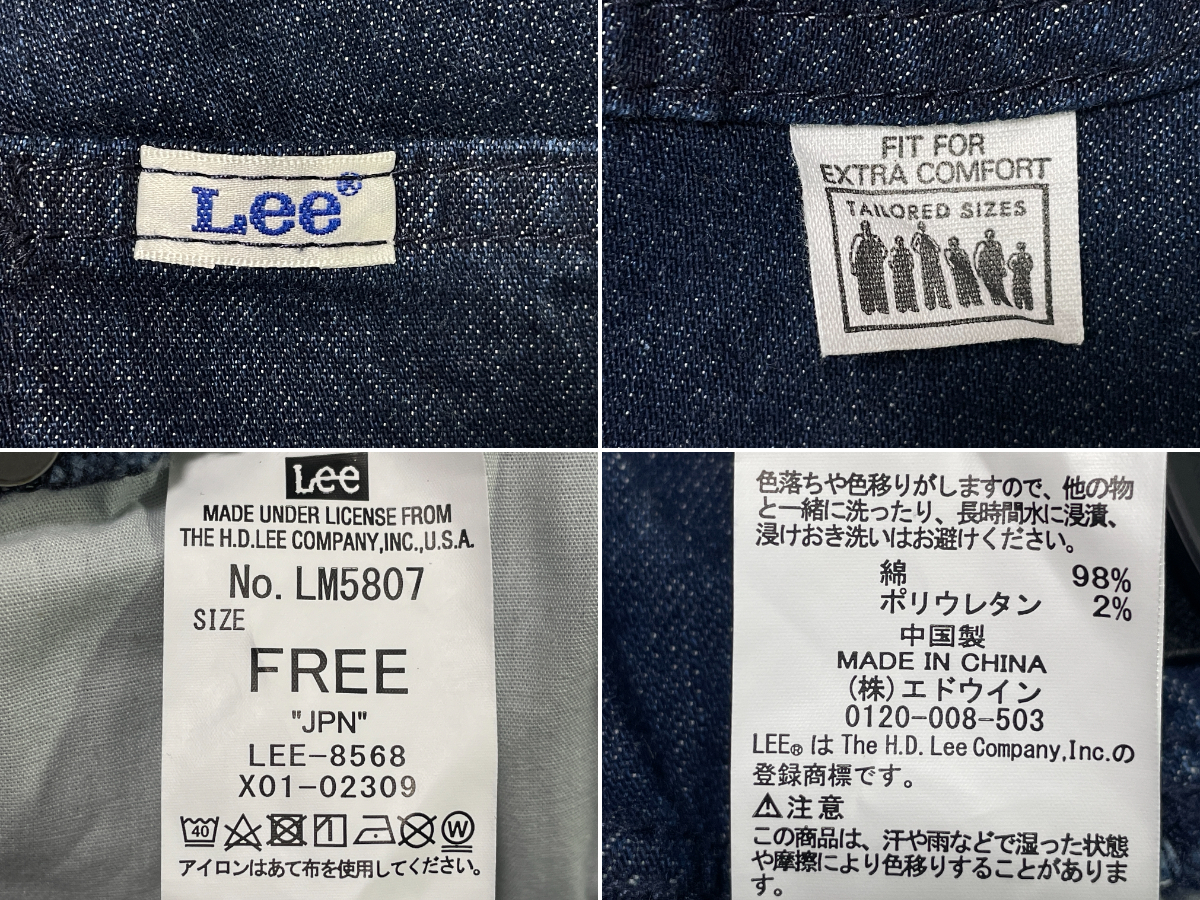 Lee®
FIT FOR
EXTRA COMFORT
TAILORED SIZES
Lee
MADE UNDER LICENSE FROM
THE H.D.LEE COMPANY,INC.,U.S.A.
No. LM5807
SIZE
FREE
"JPN"
LEE-8568
X01-02309
40
W
アイロンはあて布を使用してください。
色落ちや色移りがしますので、他の物
と一緒に洗ったり、長時間水に浸漬、
浸けおき洗いはお避けください。
綿 98%
ポリウレタン 2%
中国製
MADE IN CHINA
(株)エドウイン
0120-008-503
LEE® は The H.D. Lee Company,Inc.の
登録商標です。
⚠注意
この商品は、汗や雨などで湿った状態
や摩擦により色移りすることがありま
す。